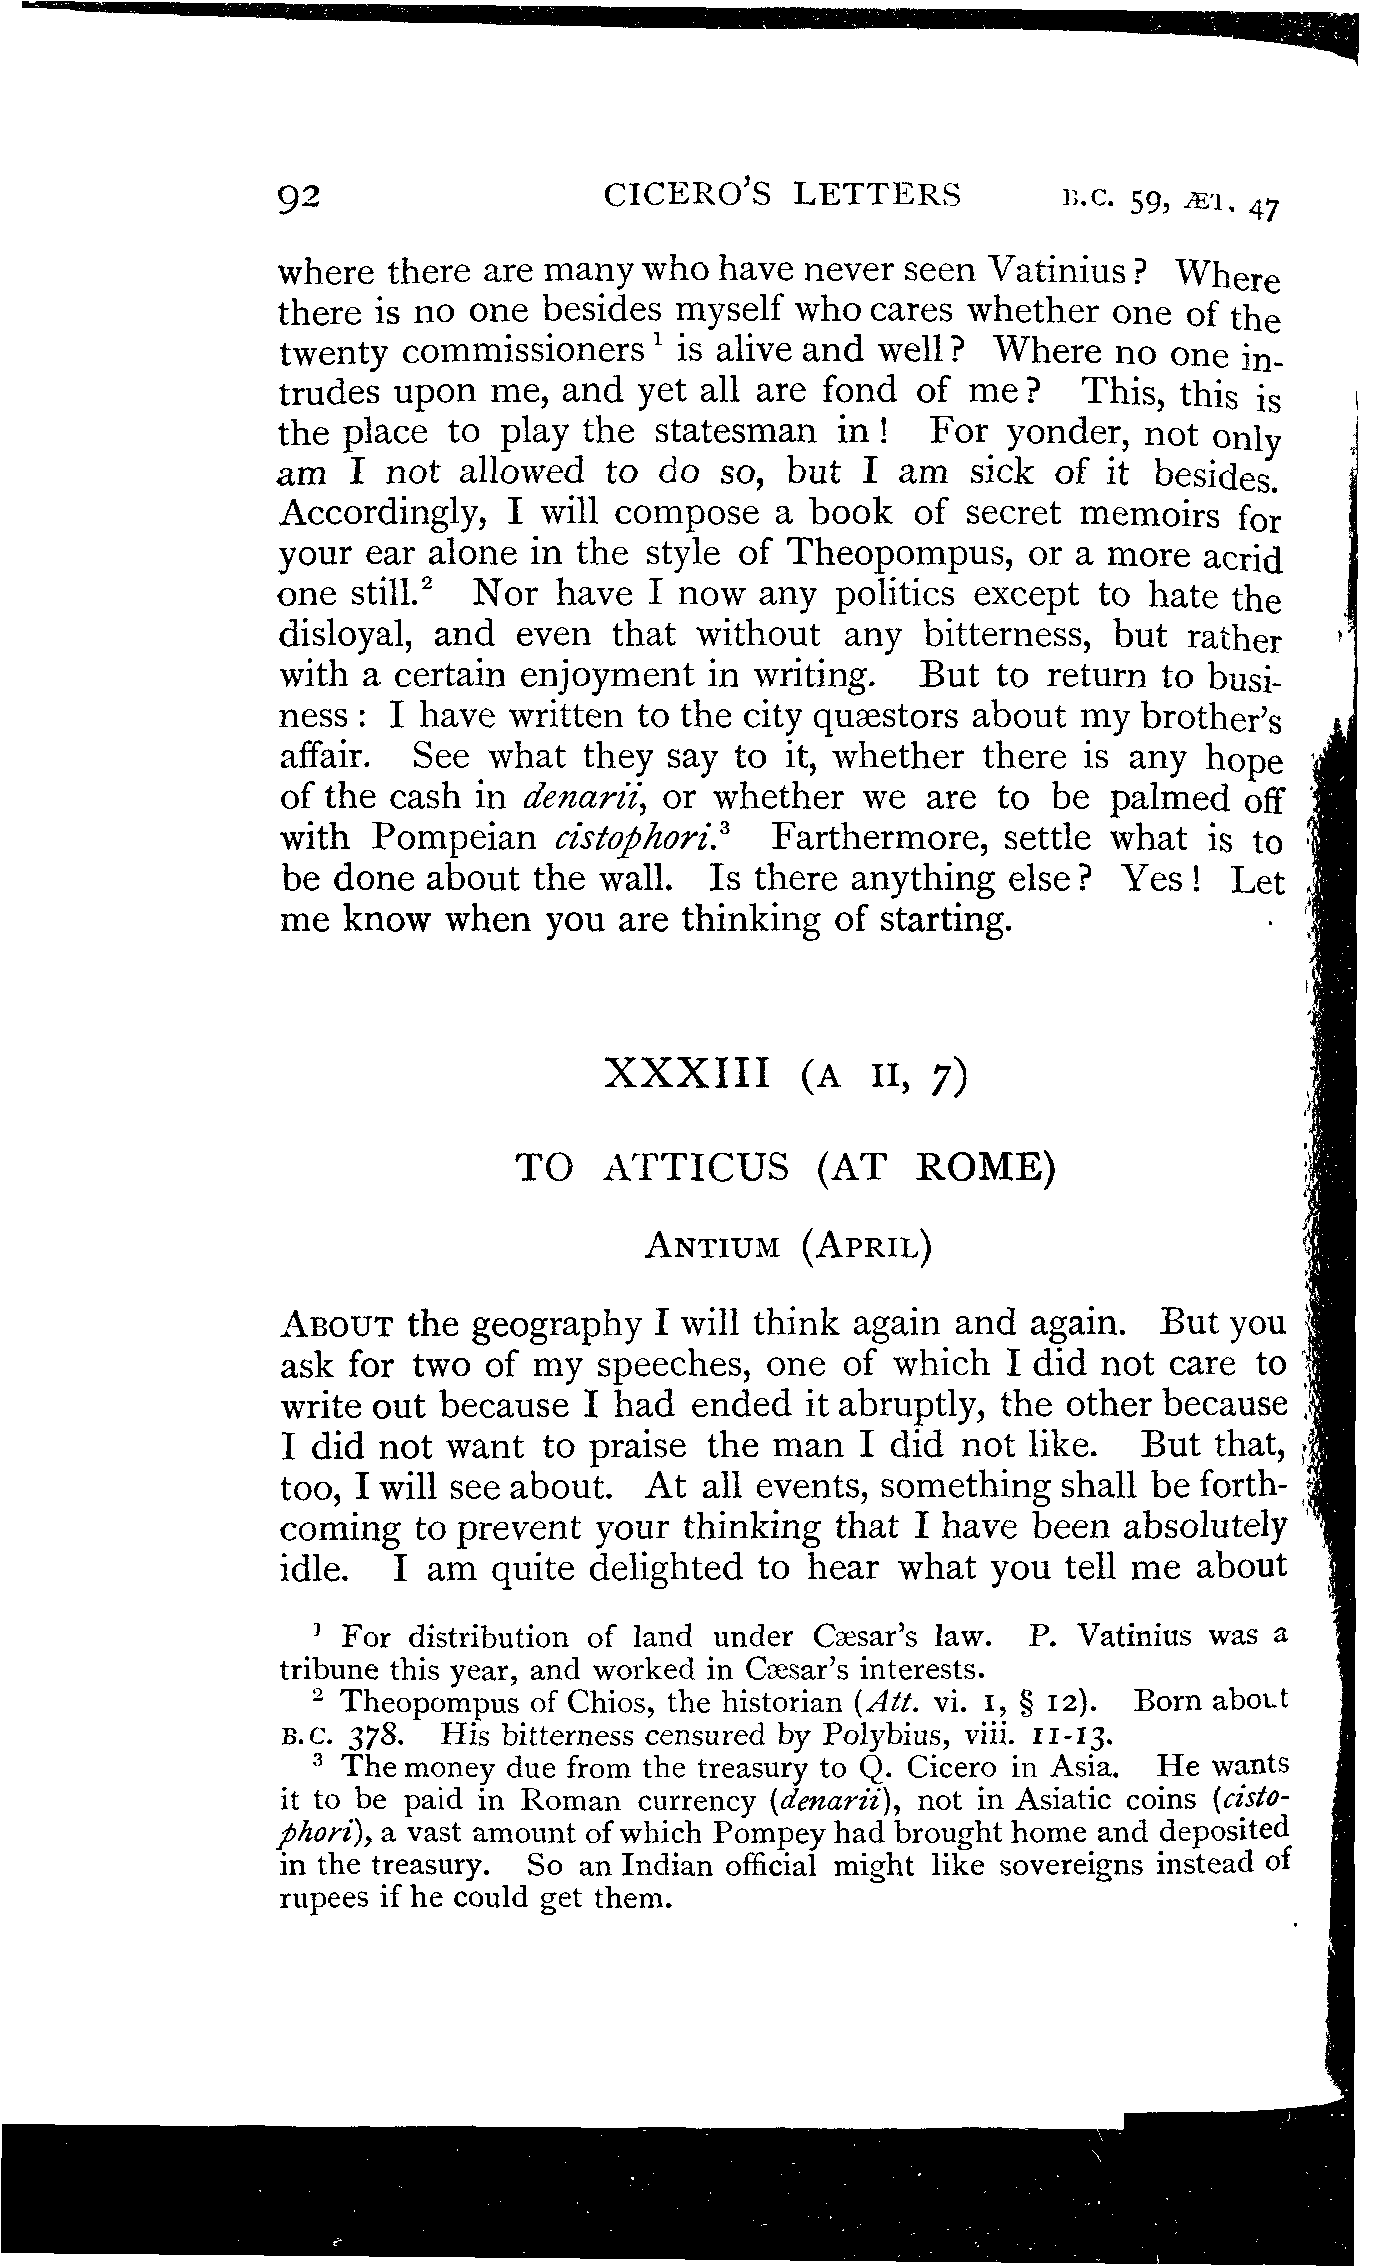 92 CICERO'S LETTERS B.C. 59, ÆT. 47
where there are many who have never seen Vatinius? Where
there is no one besides myself who cares whether one of the
twenty commissioners¹ is alive and well? Where no one in-
trudes upon me, and yet all are fond of me? This, this is
the place to play the statesman in! For yonder, not only
am I not allowed to do so, but I am sick of it besides.
Accordingly, I will compose a book of secret memoirs for
your ear alone in the style of Theopompus, or a more acrid
one still.² Nor have I now any politics except to hate the
disloyal, and even that without any bitterness, but rather
with a certain enjoyment in writing. But to return to busi-
ness: I have written to the city quæstors about my brother's
affair. See what they say to it, whether there is any hope
of the cash in denarii, or whether we are to be palmed off
with Pompeian cistophori.³ Farthermore, settle what is to
be done about the wall. Is there anything else? Yes! Let
me know when you are thinking of starting.
XXXIII (A II, 7)
TO ATTICUS (AT ROME)
ANTIUM (APRIL)
ABOUT the geography I will think again and again. But you
ask for two of my speeches, one of which I did not care to
write out because I had ended it abruptly, the other because
I did not want to praise the man I did not like. But that,
too, I will see about. At all events, something shall be forth-
coming to prevent your thinking that I have been absolutely
idle. I am quite delighted to hear what you tell me about
¹ For distribution of land under Cæsar's law. P. Vatinius was a
tribune this year, and worked in Cæsar's interests.
² Theopompus of Chios, the historian (Att. vi. 1, § 12). Born about
B.C. 378. His bitterness censured by Polybius, viii. 11-13.
³ The money due from the treasury to Q. Cicero in Asia. He wants
it to be paid in Roman currency (denarii), not in Asiatic coins (cisto-
phori), a vast amount of which Pompey had brought home and deposited
in the treasury. So an Indian official might like sovereigns instead of
rupees if he could get them.